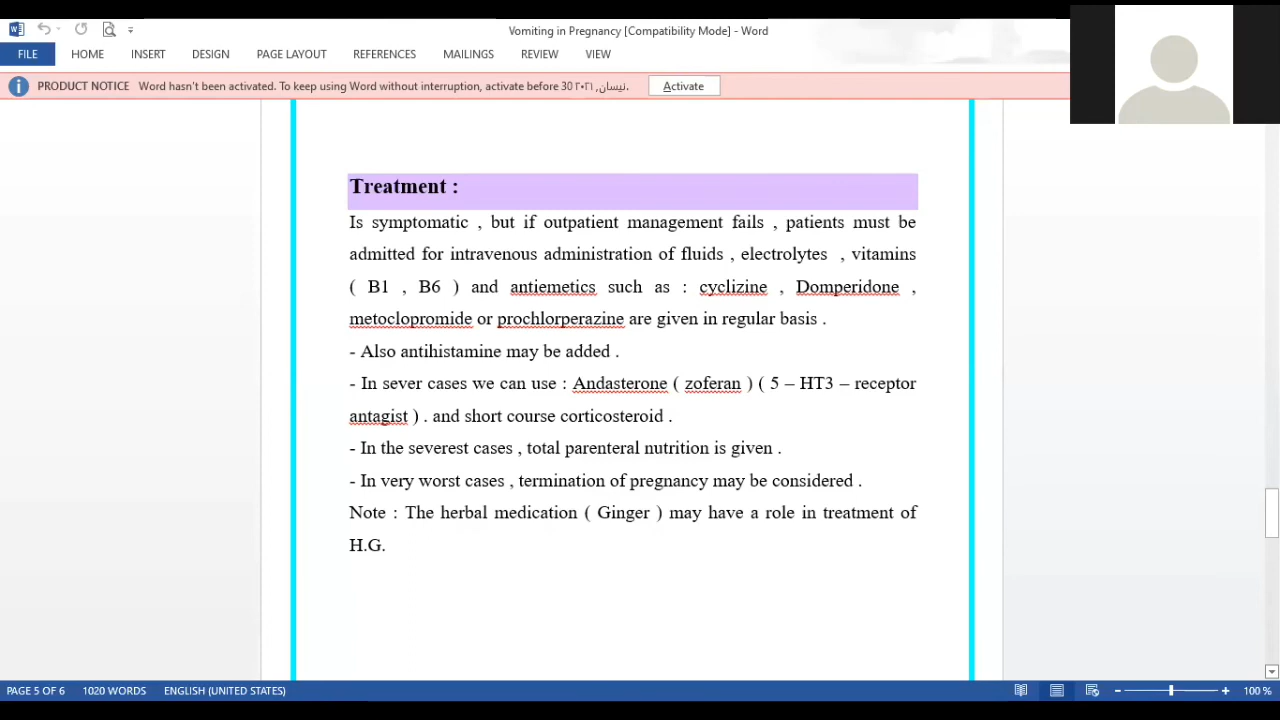 Vomiting in Pregnancy [Compatibility Mode] - Word
FILE HOME INSERT DESIGN PAGE LAYOUT REFERENCES MAILINGS REVIEW VIEW
PRODUCT NOTICE Word hasn't been activated. To keep using Word without interruption, activate before 30 نيسان, ٢٠٢١. Activate
Treatment :
Is symptomatic , but if outpatient management fails , patients must be
admitted for intravenous administration of fluids , electrolytes , vitamins
( B1 , B6 ) and antiemetics such as : cyclizine , Domperidone ,
metoclopromide or prochlorperazine are given in regular basis .
- Also antihistamine may be added .
- In sever cases we can use : Andasterone ( zoferan ) ( 5 – HT3 – receptor
antagist ) . and short course corticosteroid .
- In the severest cases , total parenteral nutrition is given .
- In very worst cases , termination of pregnancy may be considered .
Note : The herbal medication ( Ginger ) may have a role in treatment of
H.G.
PAGE 5 OF 6 1020 WORDS ENGLISH (UNITED STATES) 100 %